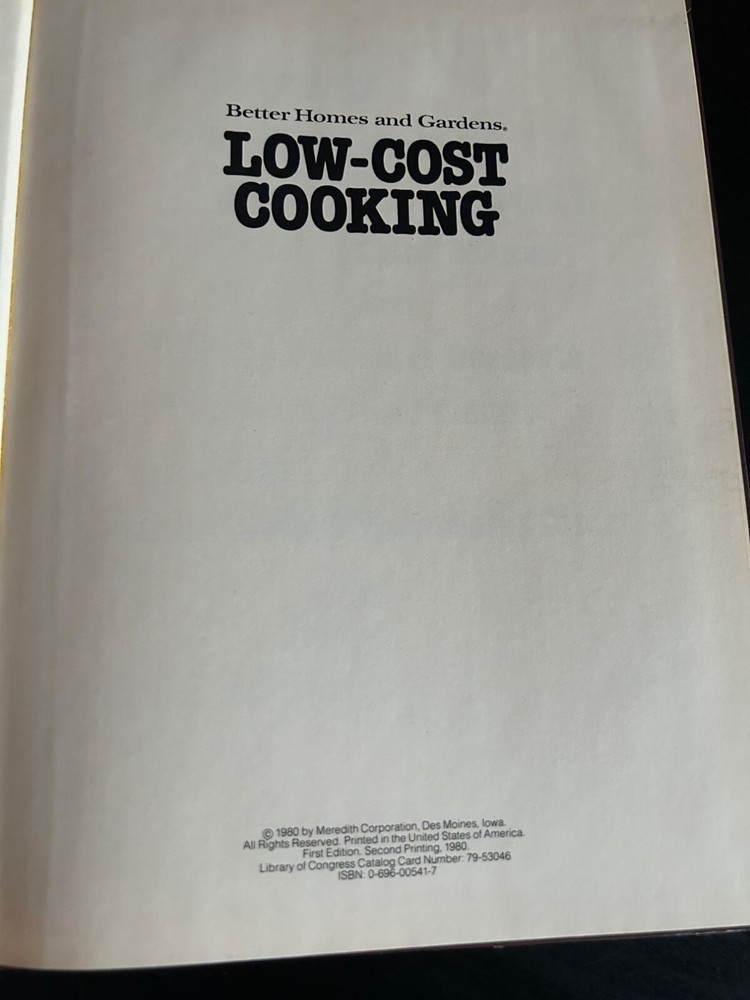 Better Homes and Gardens®
LOW-COST
COOKING
© 1980 by Meredith Corporation, Des Moines, Iowa.
All Rights Reserved. Printed in the United States of America.
First Edition. Second Printing, 1980.
Library of Congress Catalog Card Number: 79-53046
ISBN: 0-696-00541-7